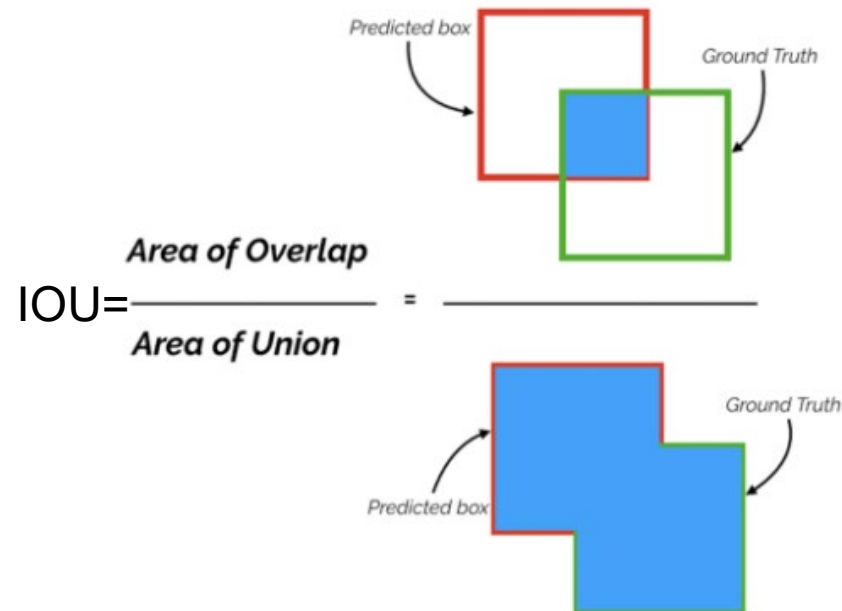 Predicted box
Ground Truth
Area of Overlap
IOU=
=
Area of Union
Ground Truth
Predicted box